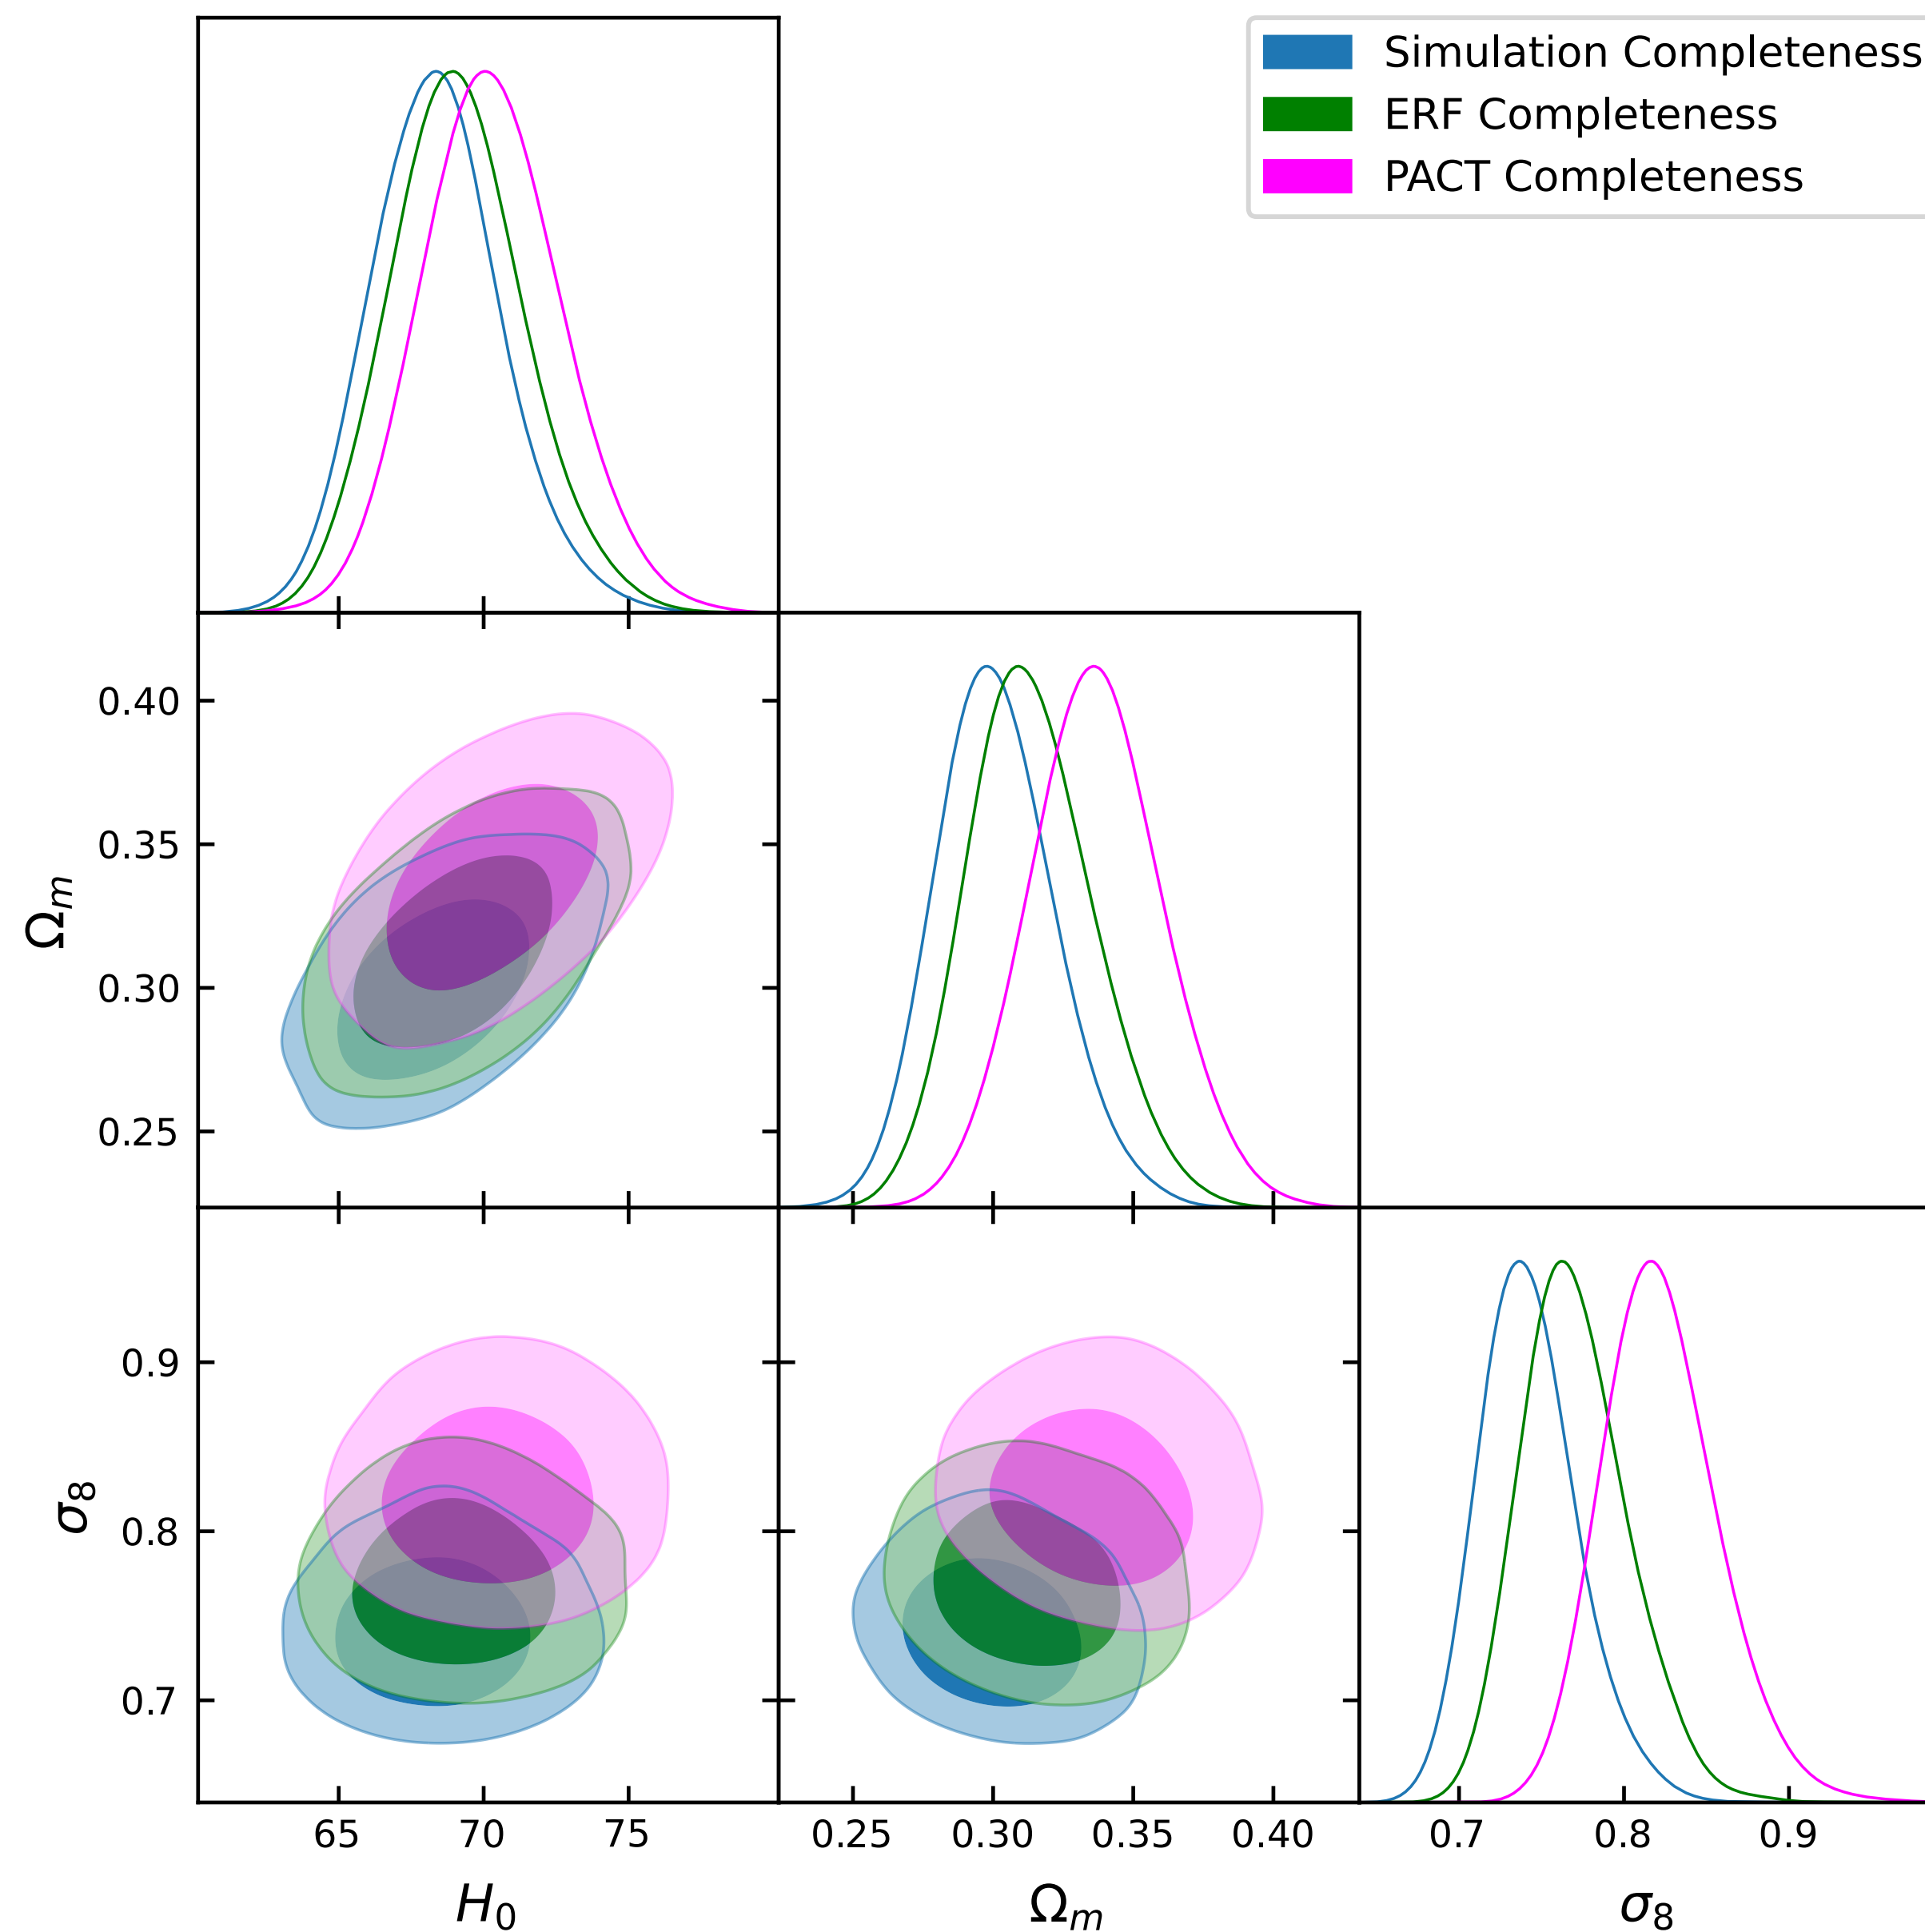 Simulation Completeness
ERF Completeness
PACT Completeness
0.40
0.35
0.30
0.25
Ωm
0.9
0.8
0.7
σ8
65 70 75
0.25 0.30 0.35 0.40
0.7 0.8 0.9
H0
Ωm
σ8